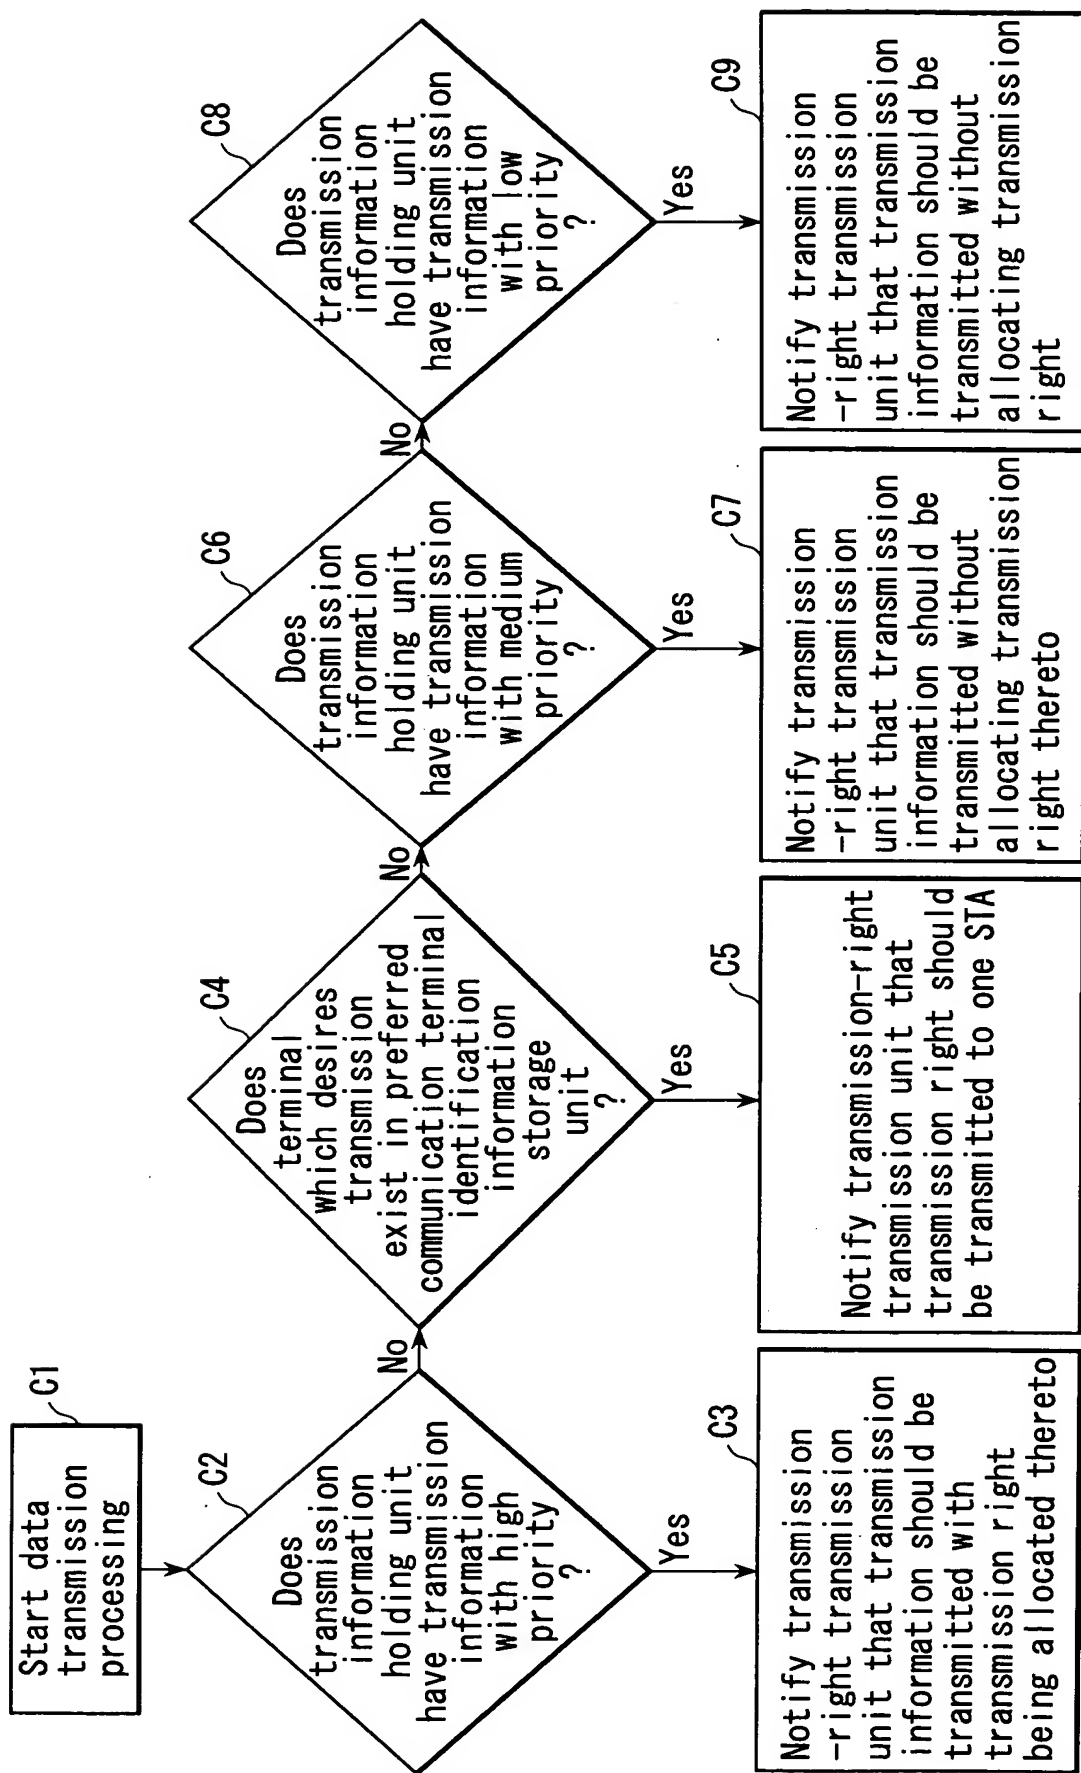 Start data
transmission
processing
C1
C2
Does
transmission
information
holding unit
have transmission
information
with high
priority
?
No
Yes
C3
Notify transmission
-right transmission
unit that transmission
information should be
transmitted with
transmission right
being allocated thereto
C4
Does
terminal
which desires
transmission
exist in preferred
communication terminal
identification
information
storage
unit
?
No
Yes
C5
Notify transmission-right
transmission unit that
transmission right should
be transmitted to one STA
C6
Does
transmission
information
holding unit
have transmission
information
with medium
priority
?
No
Yes
C7
Notify transmission
-right transmission
unit that transmission
information should be
transmitted without
allocating transmission
right thereto
C8
Does
transmission
information
holding unit
have transmission
information
with low
priority
?
Yes
C9
Notify transmission
-right transmission
unit that transmission
information should be
transmitted without
allocating transmission
right